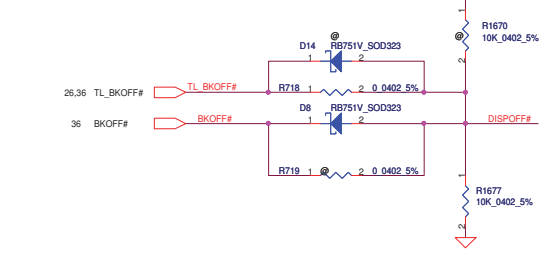 1
R1670
@
10K_0402_5%
2
@
D14 RB751V_SOD323
1 2
26,36 TL_BKOFF# TL_BKOFF# R718 1 2 0_0402_5%
D8 RB751V_SOD323
36 BKOFF# BKOFF# 1 2 DISPOFF#
R719 1 @ 2 0_0402_5%
1
R1677
10K_0402_5%
2